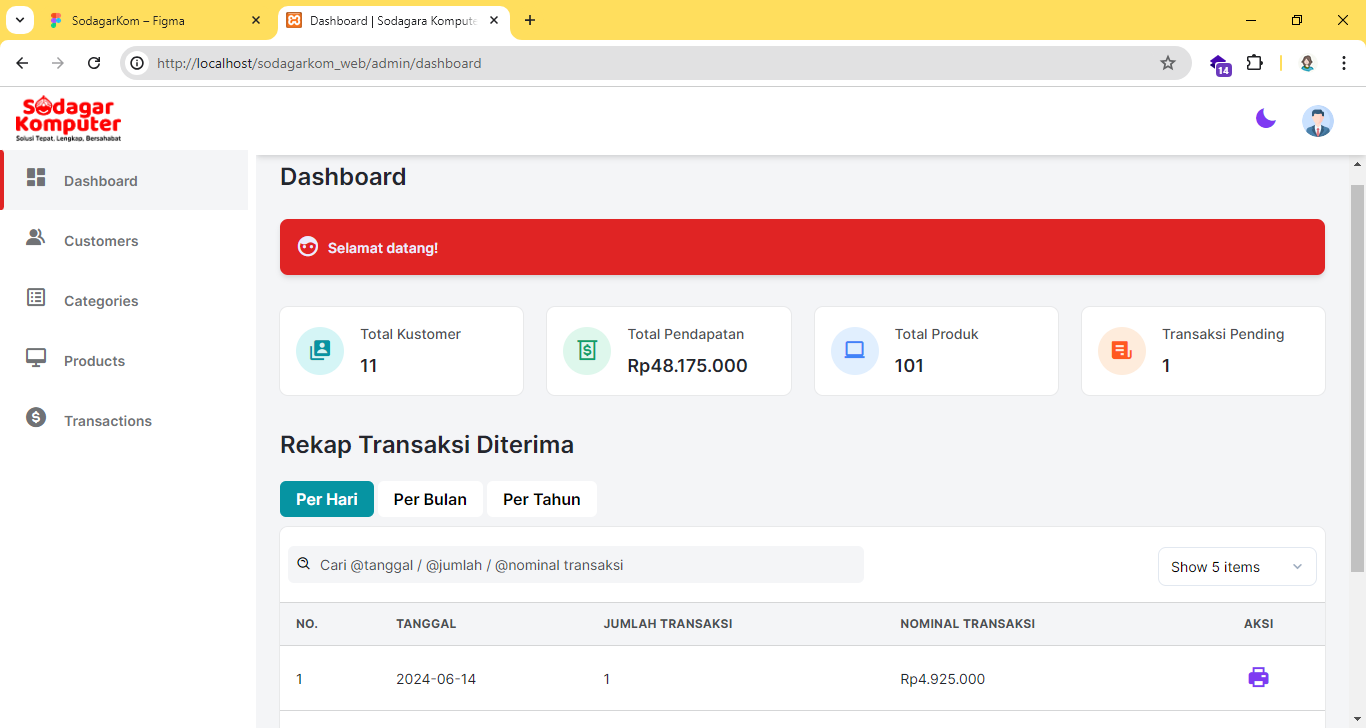 SodagarKom – Figma
Dashboard | Sodagara Compute
http://localhost/sodagarkom_web/admin/dashboard
14
Sodagar
Komputer
Solusi Tepat, Lengkap, Bersahabat
Dashboard
Customers
Categories
Products
Transactions
Dashboard
Selamat datang!
Total Kustomer
11
Total Pendapatan
Rp48.175.000
Total Produk
101
Transaksi Pending
1
Rekap Transaksi Diterima
Per Hari Per Bulan Per Tahun
Cari @tanggal / @jumlah / @nominal transaksi
Show 5 items
NO. TANGGAL JUMLAH TRANSAKSI NOMINAL TRANSAKSI AKSI
1 2024-06-14 1 Rp4.925.000